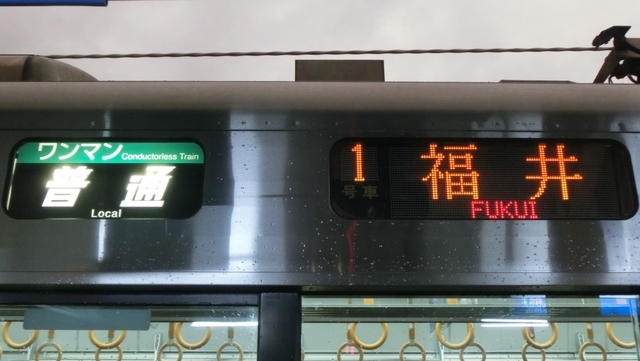 ワンマン Conductorless Train
普通
Local
1 号車
福井
FUKUI